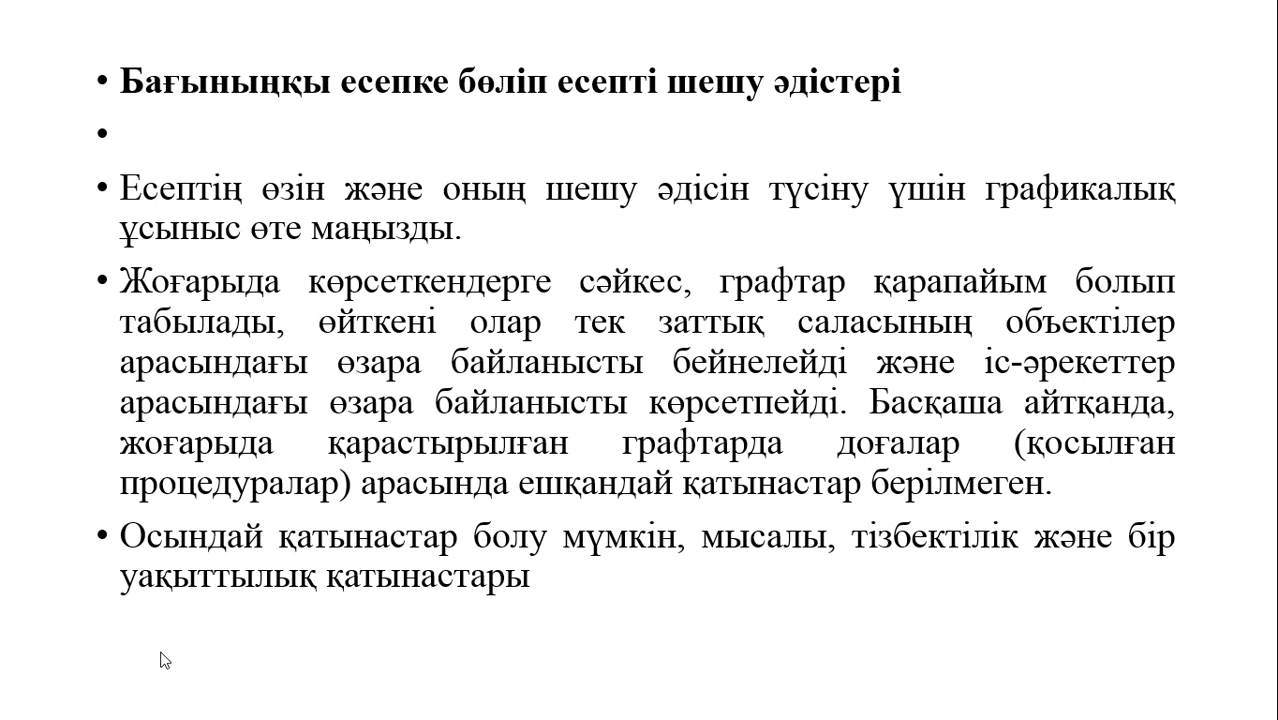 • Бағыныңқы есепке бөліп есепті шешу әдістері
•
• Есептің өзін және оның шешу әдісін түсіну үшін графикалық
ұсыныс өте маңызды.
• Жоғарыда көрсеткендерге сәйкес, графтар қарапайым болып
табылады, өйткені олар тек заттық саласының объектілер
арасындағы өзара байланысты бейнелейді және іс-әрекеттер
арасындағы өзара байланысты көрсетпейді. Басқаша айтқанда,
жоғарыда қарастырылған графтарда доғалар (қосылған
процедуралар) арасында ешқандай қатынастар берілмеген.
• Осындай қатынастар болу мүмкін, мысалы, тізбектілік және бір
уақыттылық қатынастары